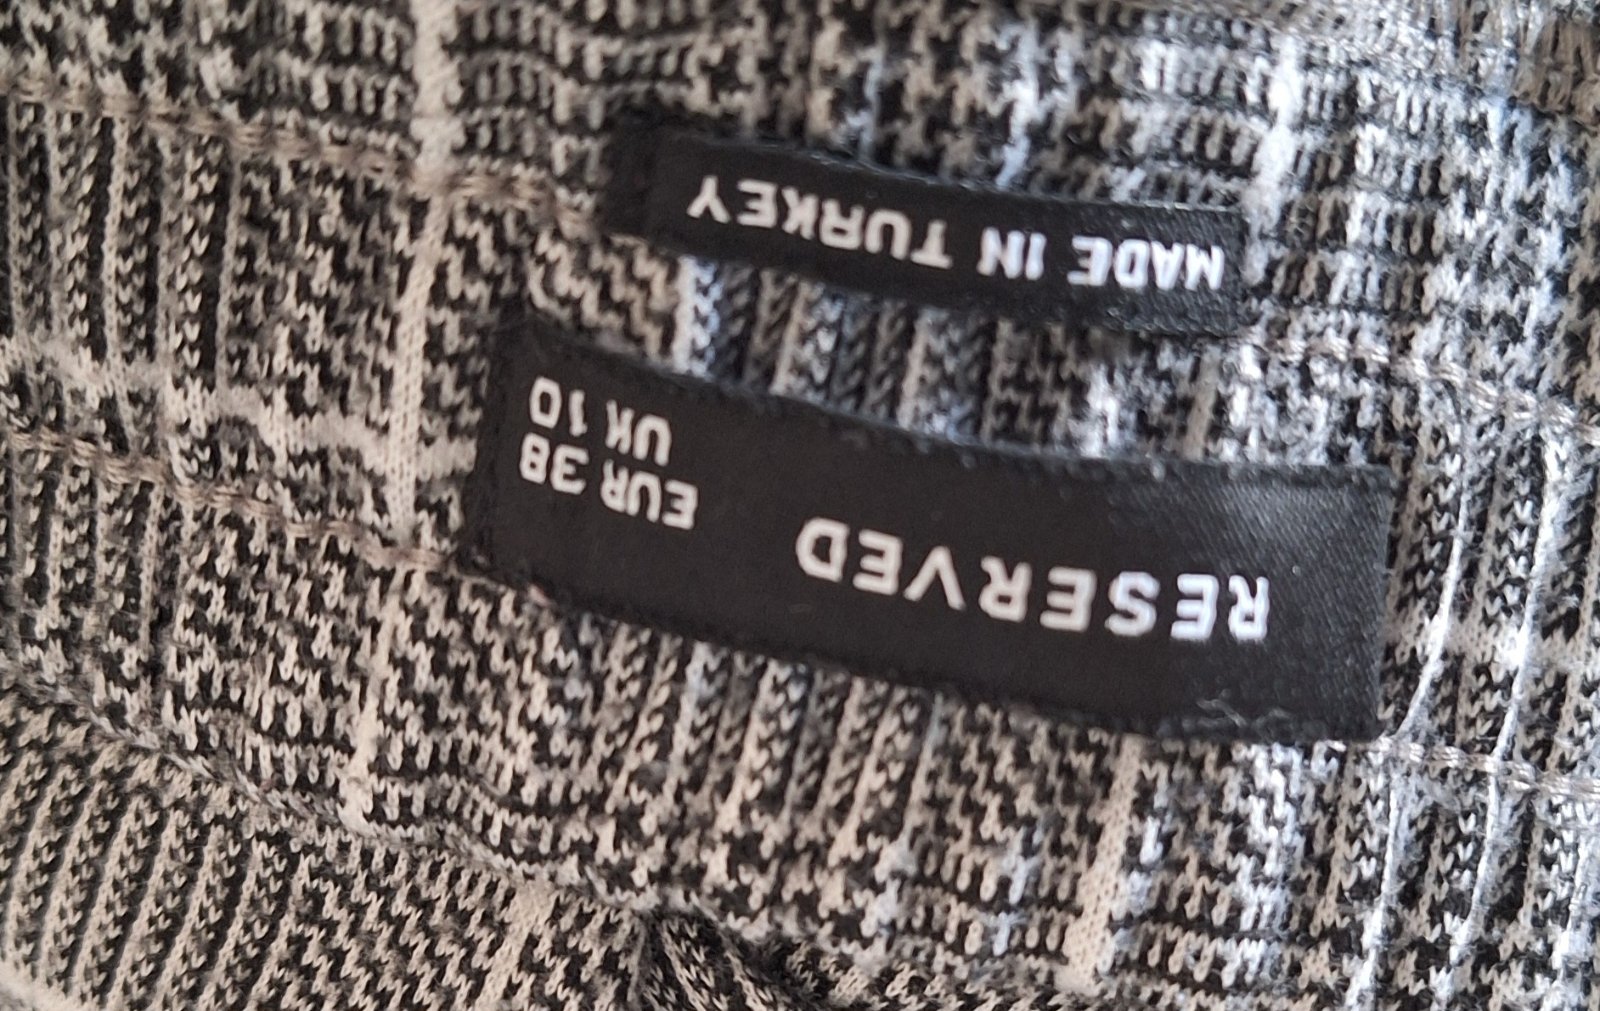 RESERVED
EUR 38
UK 10
MADE IN TURKEY